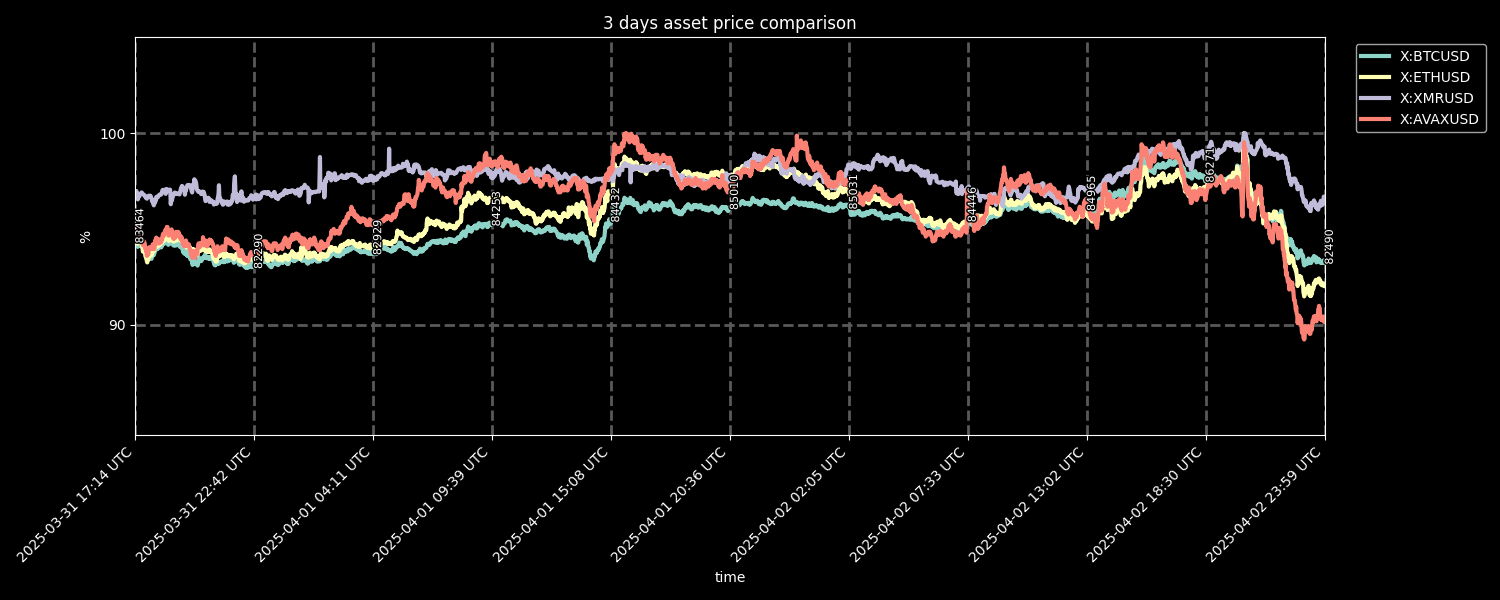 3 days asset price comparison
X:BTCUSD
X:ETHUSD
X:XMRUSD
X:AVAXUSD
100
90
%
83464
82290
82929
84253
84432
85010
85031
84446
84965
86271
82490
2025-03-31 17:14 UTC
2025-03-31 22:42 UTC
2025-04-01 04:11 UTC
2025-04-01 09:39 UTC
2025-04-01 15:08 UTC
2025-04-01 20:36 UTC
2025-04-02 02:05 UTC
2025-04-02 07:33 UTC
2025-04-02 13:02 UTC
2025-04-02 18:30 UTC
2025-04-02 23:59 UTC
time